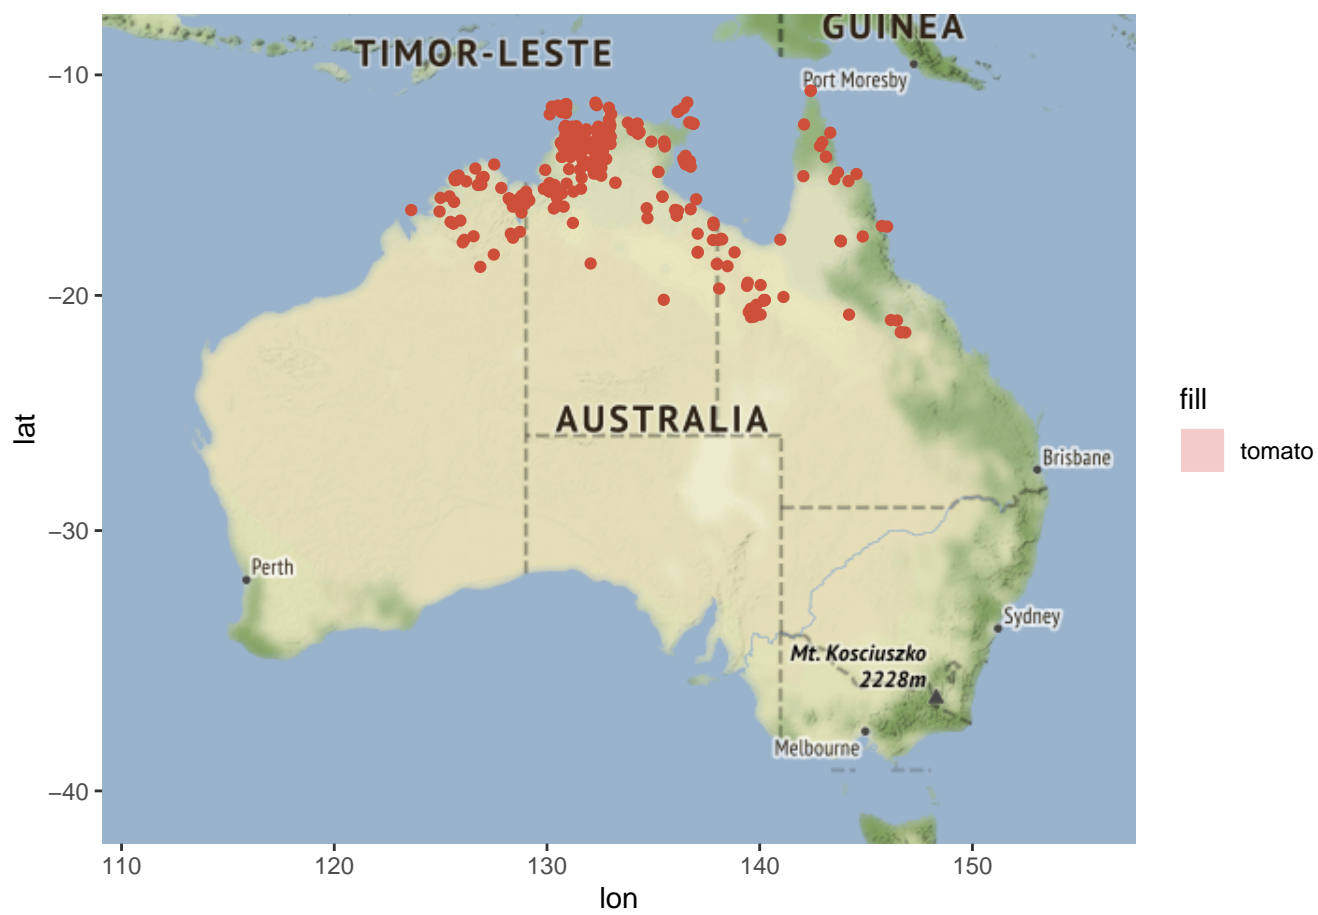 GUINEA
TIMOR-LESTE
Port Moresby
−10
−20
−30
−40
lat
AUSTRALIA
Brisbane
Perth
Sydney
Mt. Kosciuszko
2228m
Melbourne
110
120
130
140
150
lon
fill
tomato